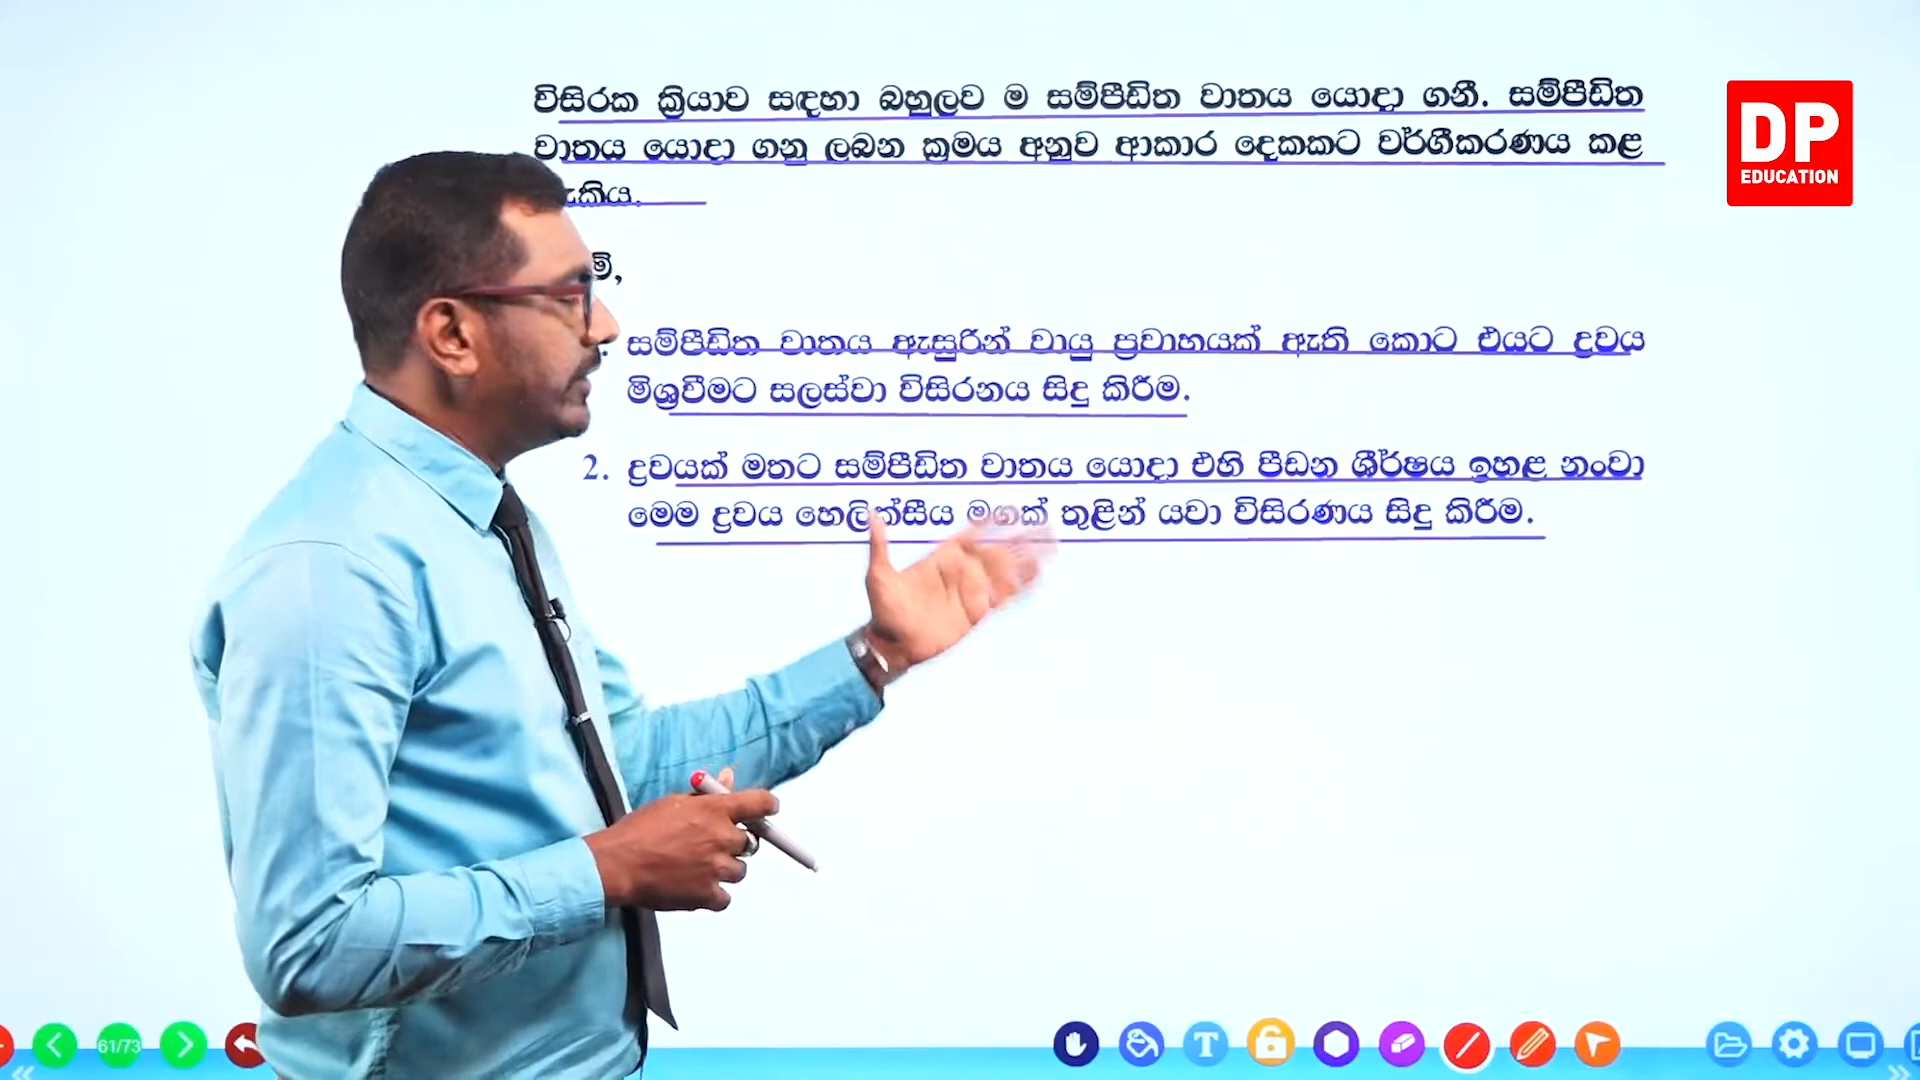 විසිරක ක්‍රියාව සඳහා බහුලව ම සම්පීඩිත වාතය යොදා ගනී. සම්පීඩිත
වාතය යොදා ගනු ලබන ක්‍රමය අනුව ආකාර දෙකකට වර්ගීකරණය කළ
සම්පීඩිත වාතය ඇසුරින් වායු ප්‍රවාහයක් ඇති කොට එයට ද්‍රවය
මිශ්‍රවීමට සලස්වා විසිරනය සිදු කිරීම.
2. ද්‍රවයක් මතට සම්පීඩිත වාතය යොදා එහි පීඩන ශීර්ෂය ඉහළ නංවා
මෙම ද්‍රවය හෙලික්සීය මගක් තුළින් යවා විසිරණය සිදු කිරීම.
DP
EDUCATION
61/73
T